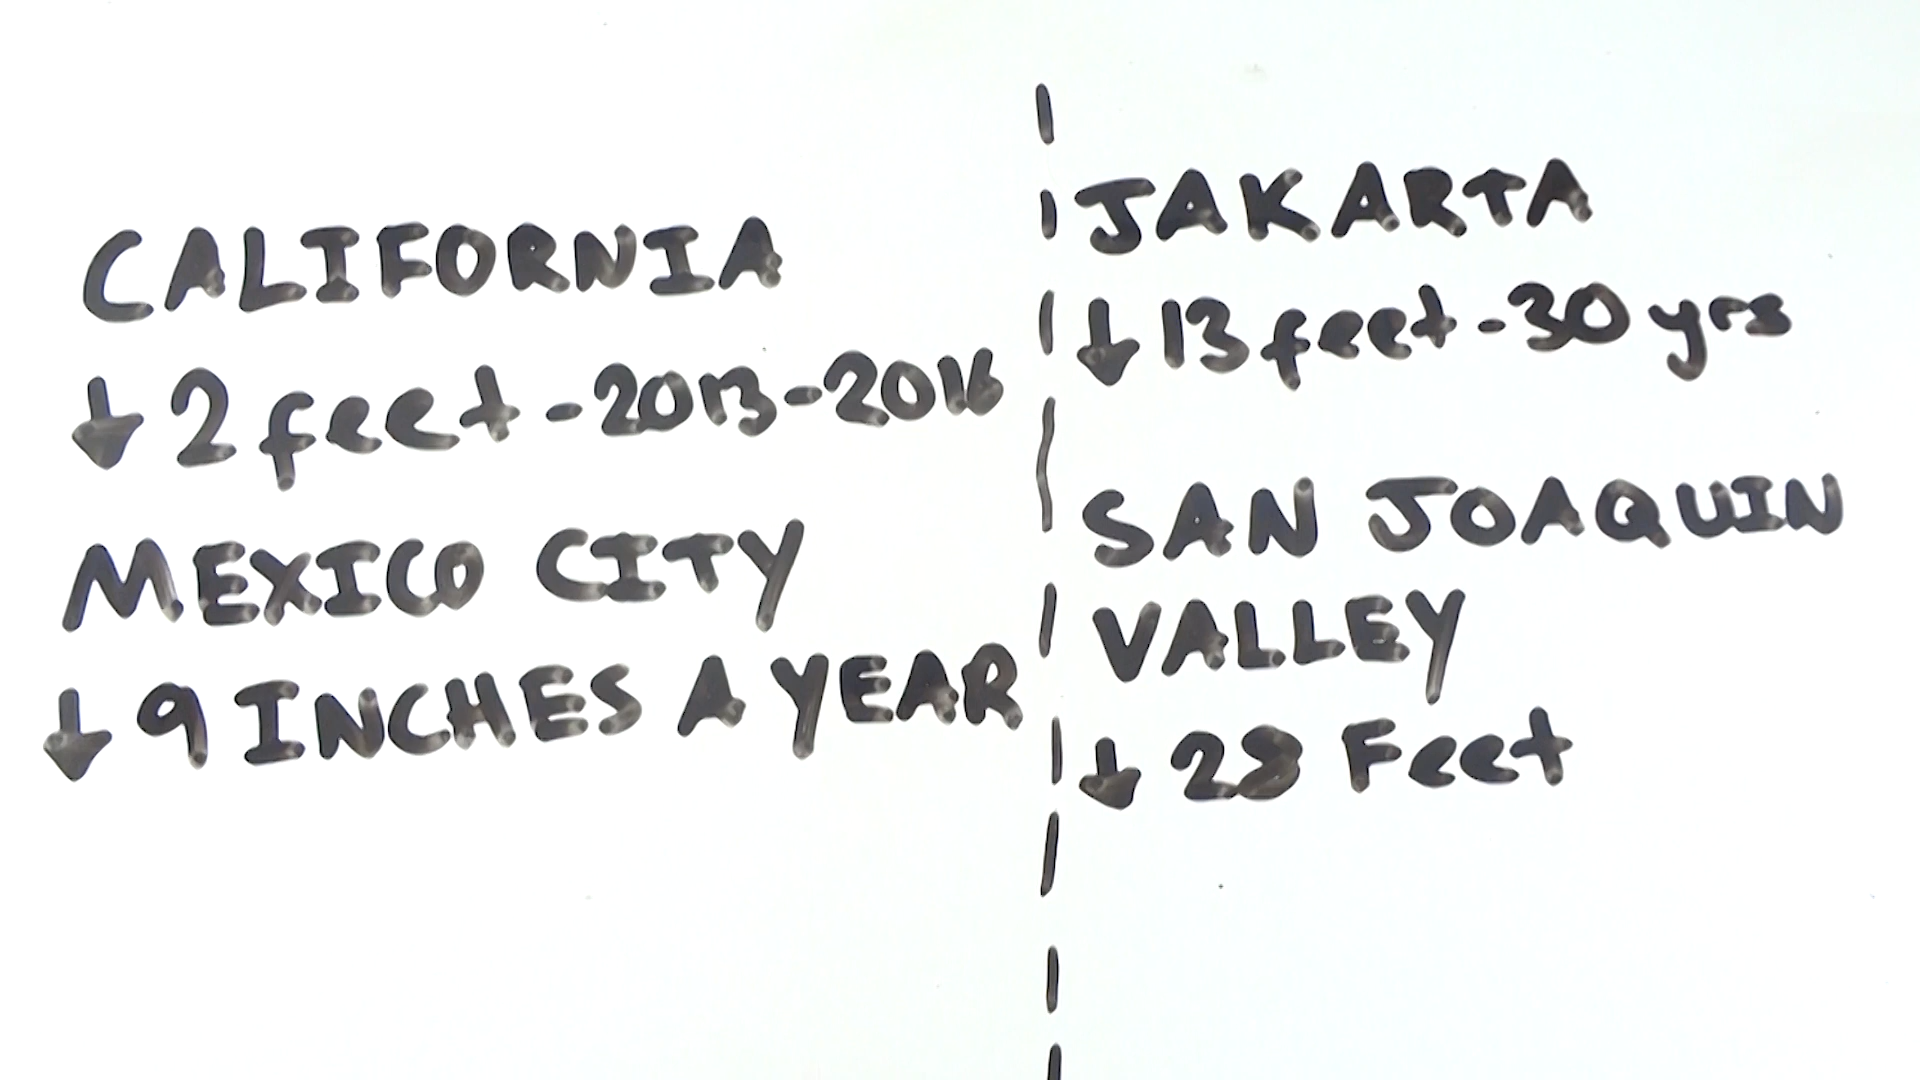 CALIFORNIA
↓ 2 feet - 2013-2016
MEXICO CITY
↓ 9 INCHES A YEAR
JAKARTA
↓ 13 feet - 30 yrs
SAN JOAQUIN
VALLEY
↓ 28 Feet